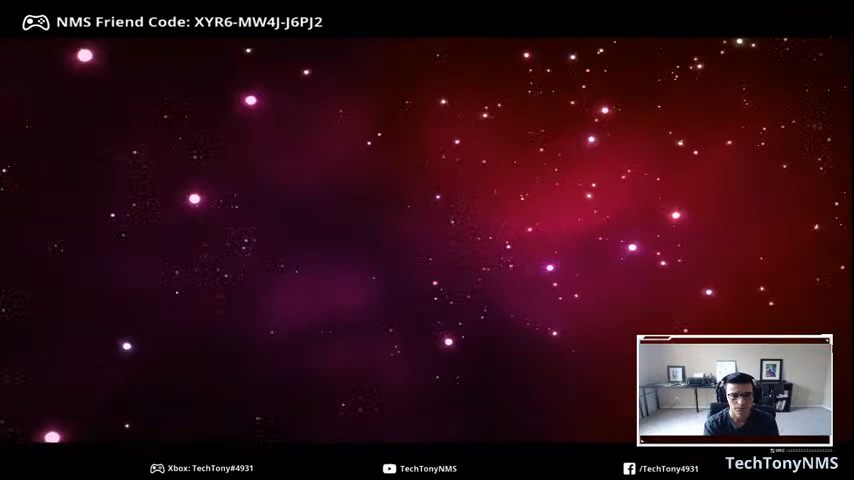 NMS Friend Code: XYR6-MW4J-J6PJ2
Xbox: TechTony#4931
TechTonyNMS
/TechTony4931
TechTonyNMS